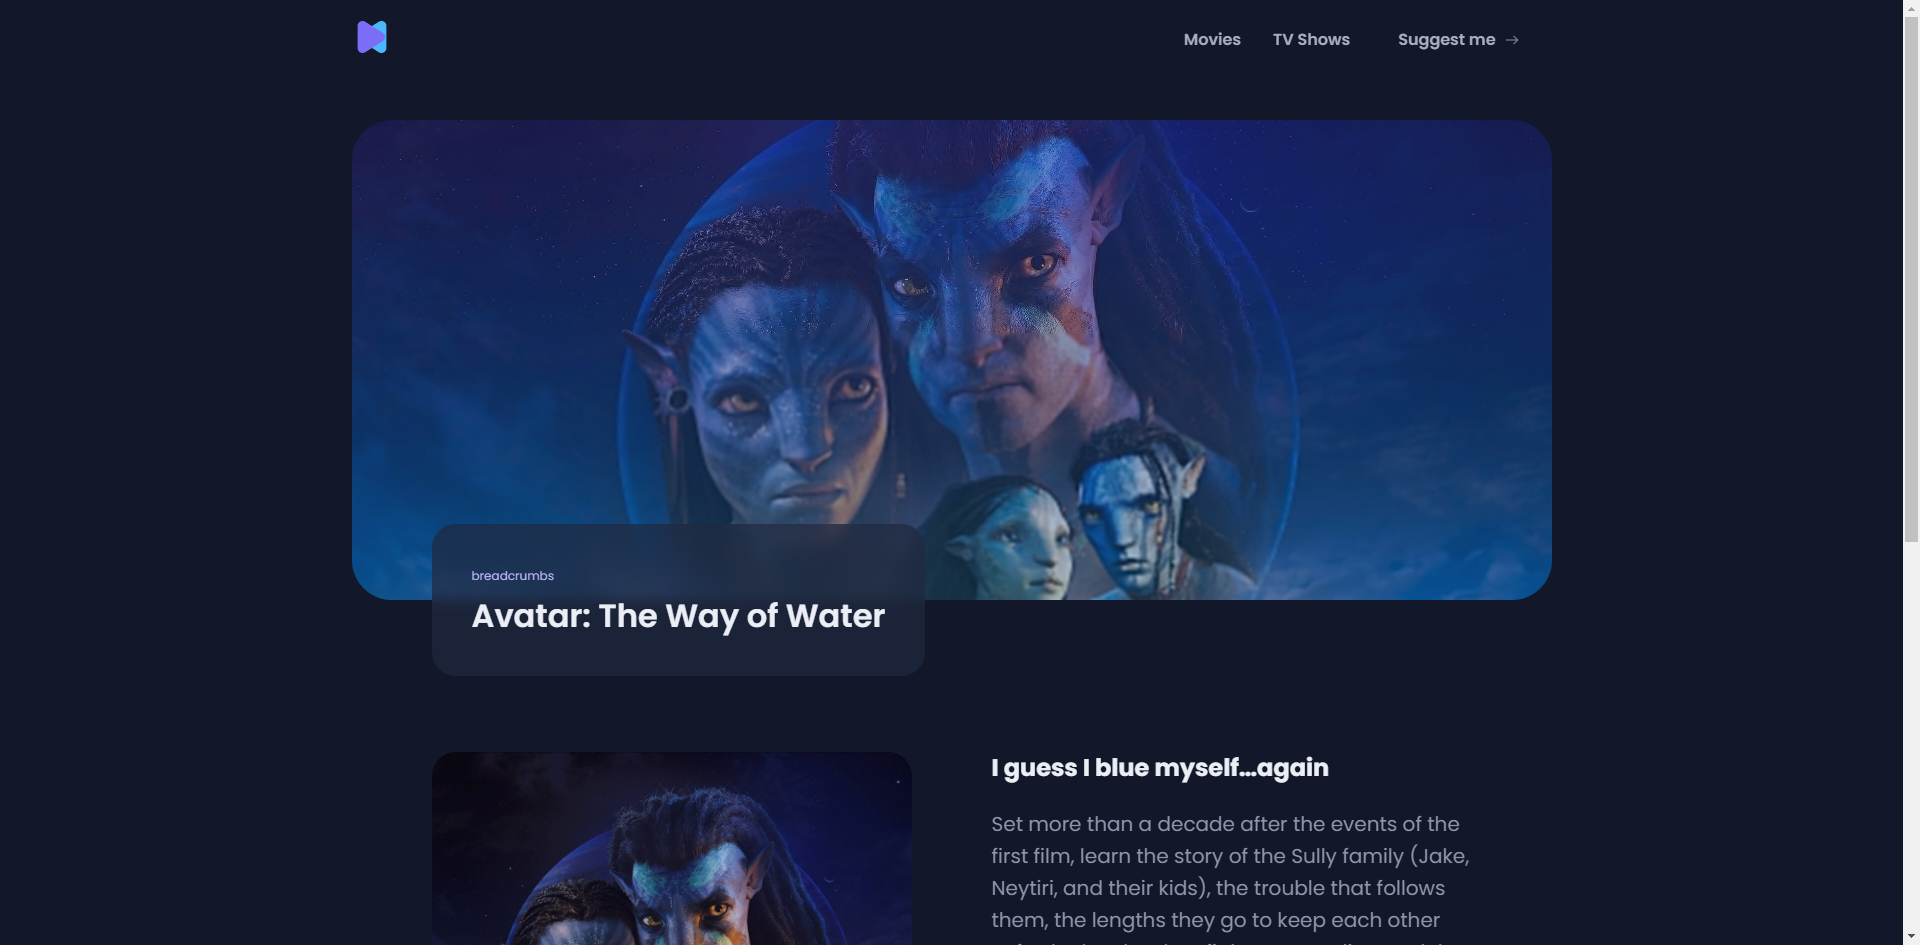 Movies TV Shows Suggest me →
breadcrumbs
Avatar: The Way of Water
I guess I blue myself...again
Set more than a decade after the events of the
first film, learn the story of the Sully family (Jake,
Neytiri, and their kids), the trouble that follows
them, the lengths they go to keep each other